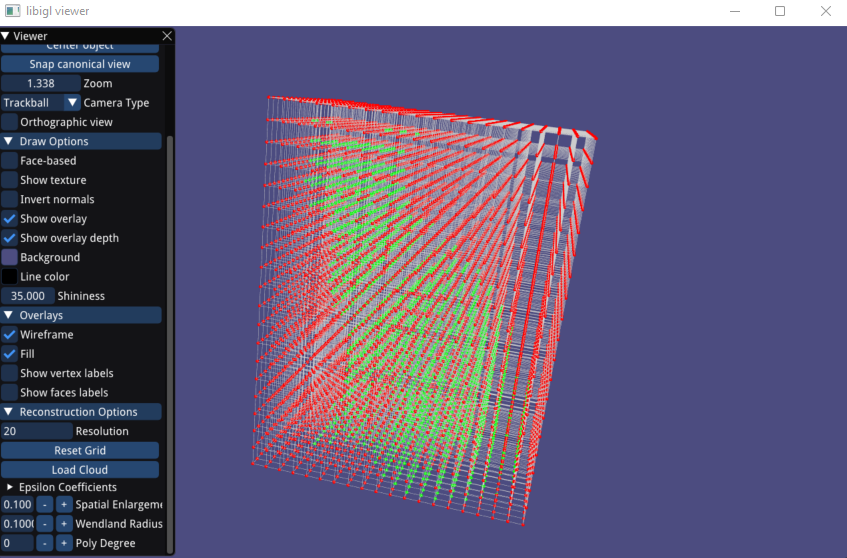 libigl viewer
Viewer
Center object
Snap canonical view
1.338 Zoom
Trackball Camera Type
Orthographic view
Draw Options
Face-based
Show texture
Invert normals
Show overlay
Show overlay depth
Background
Line color
35.000 Shininess
Overlays
Wireframe
Fill
Show vertex labels
Show faces labels
Reconstruction Options
20 Resolution
Reset Grid
Load Cloud
Epsilon Coefficients
0.100 - + Spatial Enlargem
0.100 - + Wendland Radius
0 - + Poly Degree